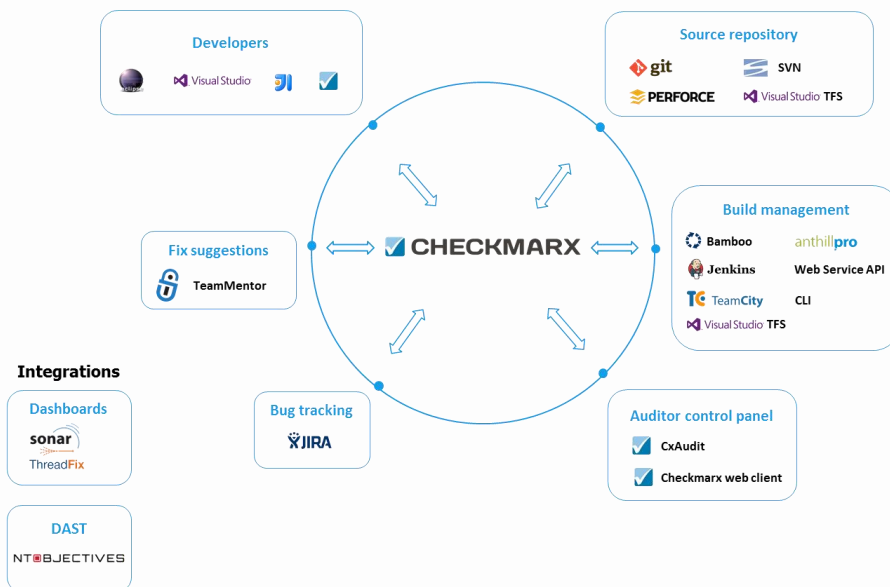 Developers
Visual Studio
Source repository
git
SVN
PERFORCE
Visual Studio TFS
Build management
Bamboo
anthillpro
Jenkins
Web Service API
TeamCity
CLI
Visual Studio TFS
Fix suggestions
TeamMentor
CHECKMARX
Integrations
Dashboards
sonar
ThreadFix
Bug tracking
JIRA
Auditor control panel
CxAudit
Checkmarx web client
DAST
NTOBJECTIVES